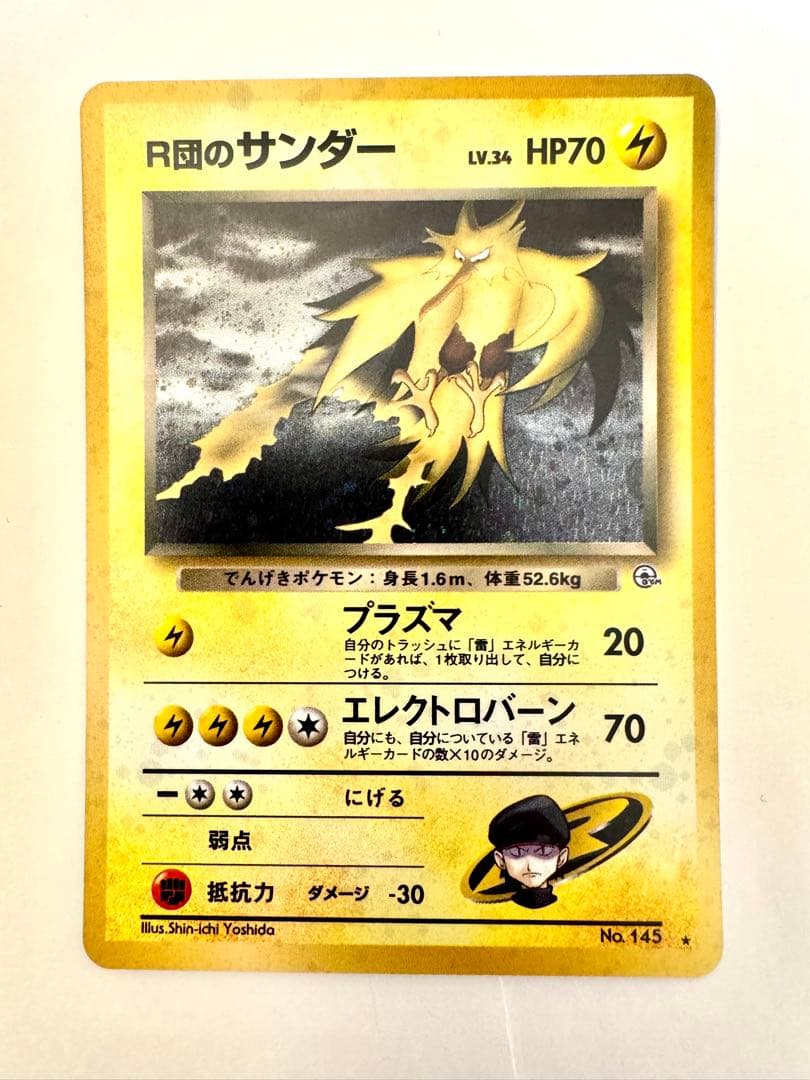 R団のサンダー LV.34 HP70
でんげきポケモン：身長1.6m、体重52.6kg
GYM
プラズマ 20
自分のトラッシュに「雷」エネルギーカ
ードがあれば、1枚取り出して、自分に
つける。
エレクトロバーン 70
自分にも、自分についている「雷」エネ
ルギーカードの数×10のダメージ。
ー にげる
弱点
抵抗力 ダメージ -30
Illus.Shin-ichi Yoshida
No. 145 ★